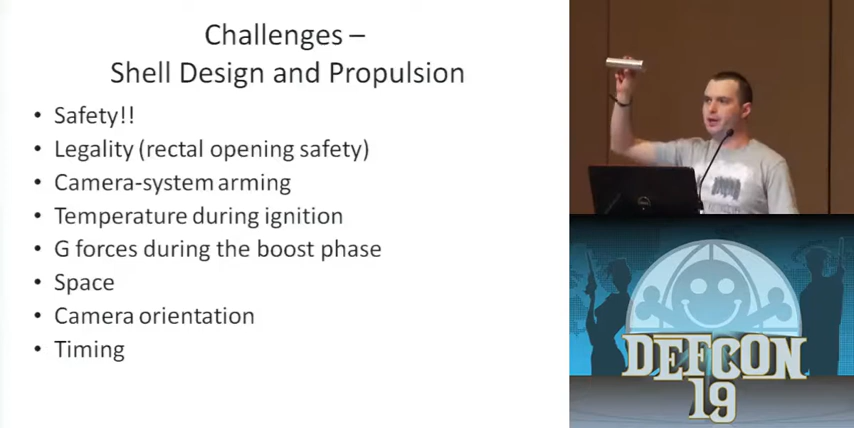 Challenges –
Shell Design and Propulsion
• Safety!!
• Legality (rectal opening safety)
• Camera-system arming
• Temperature during ignition
• G forces during the boost phase
• Space
• Camera orientation
• Timing
DEFCON
19